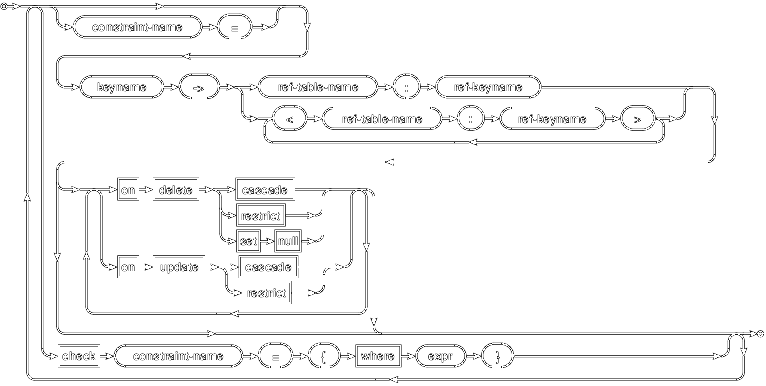 constraint-name =
keyname -> ref-table-name : ref-keyname
< ref-table-name : ref-keyname >
on delete cascade
restrict
set null
on update cascade
restrict
check constraint-name = { where expr }